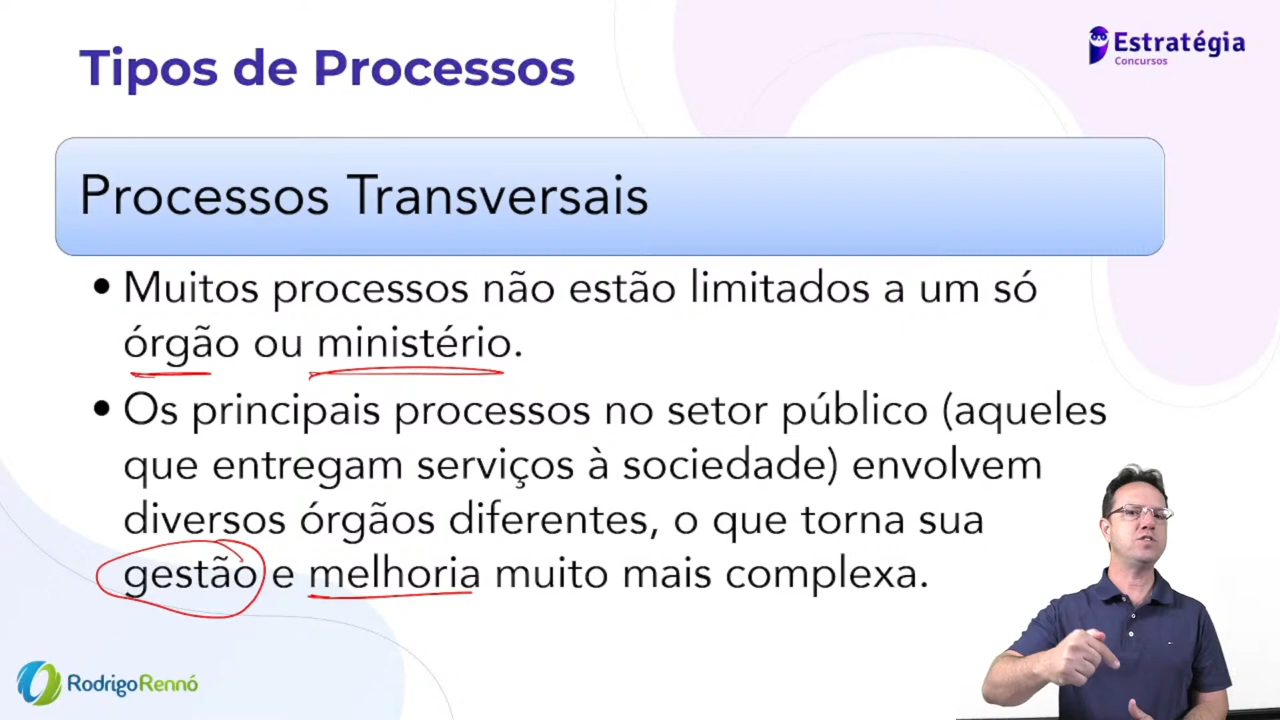 Tipos de Processos
Estratégia
Concursos
Processos Transversais
• Muitos processos não estão limitados a um só
órgão ou ministério.
• Os principais processos no setor público (aqueles
que entregam serviços à sociedade) envolvem
diversos órgãos diferentes, o que torna sua
gestão e melhoria muito mais complexa.
RodrigoRennó